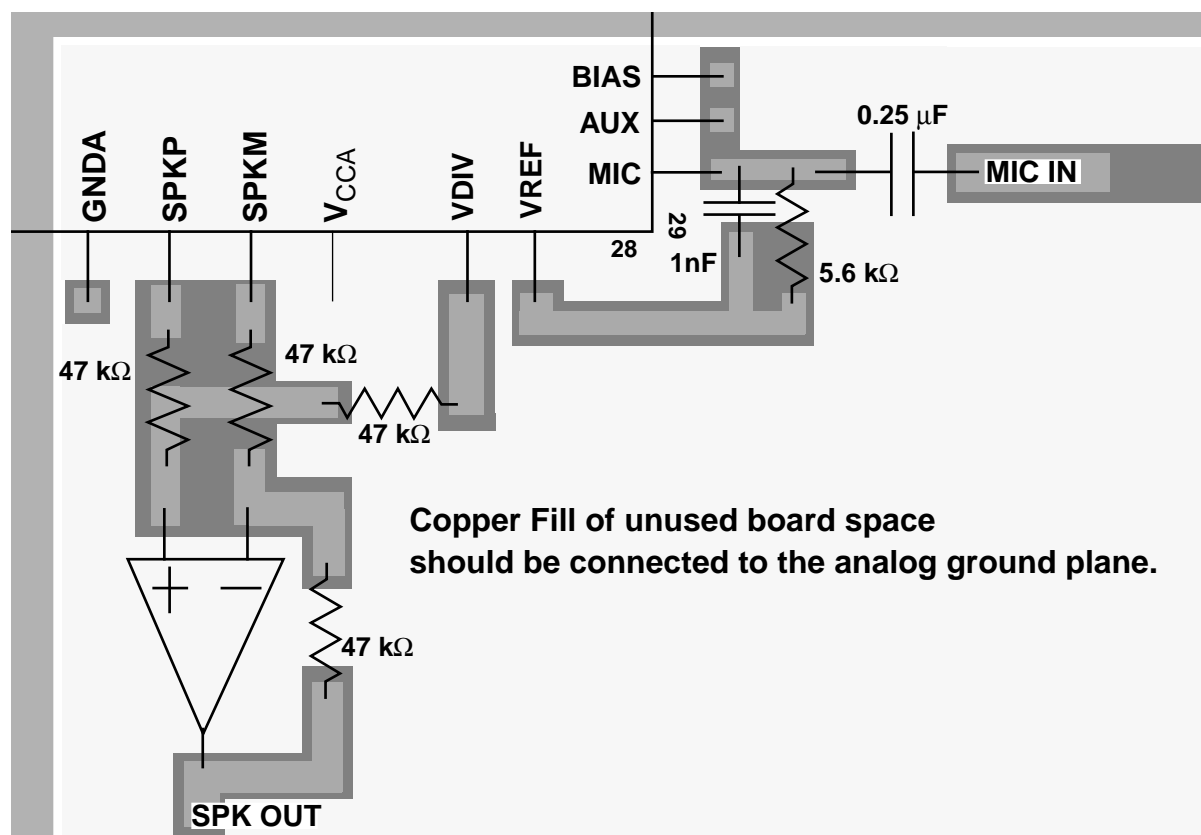 BIAS
AUX
MIC
0.25 μF
MIC IN
GNDA
SPKP
SPKM
VCCA
VDIV
VREF
28
29
1nF
5.6 kΩ
47 kΩ
47 kΩ
47 kΩ
Copper Fill of unused board space
should be connected to the analog ground plane.
47 kΩ
SPK OUT